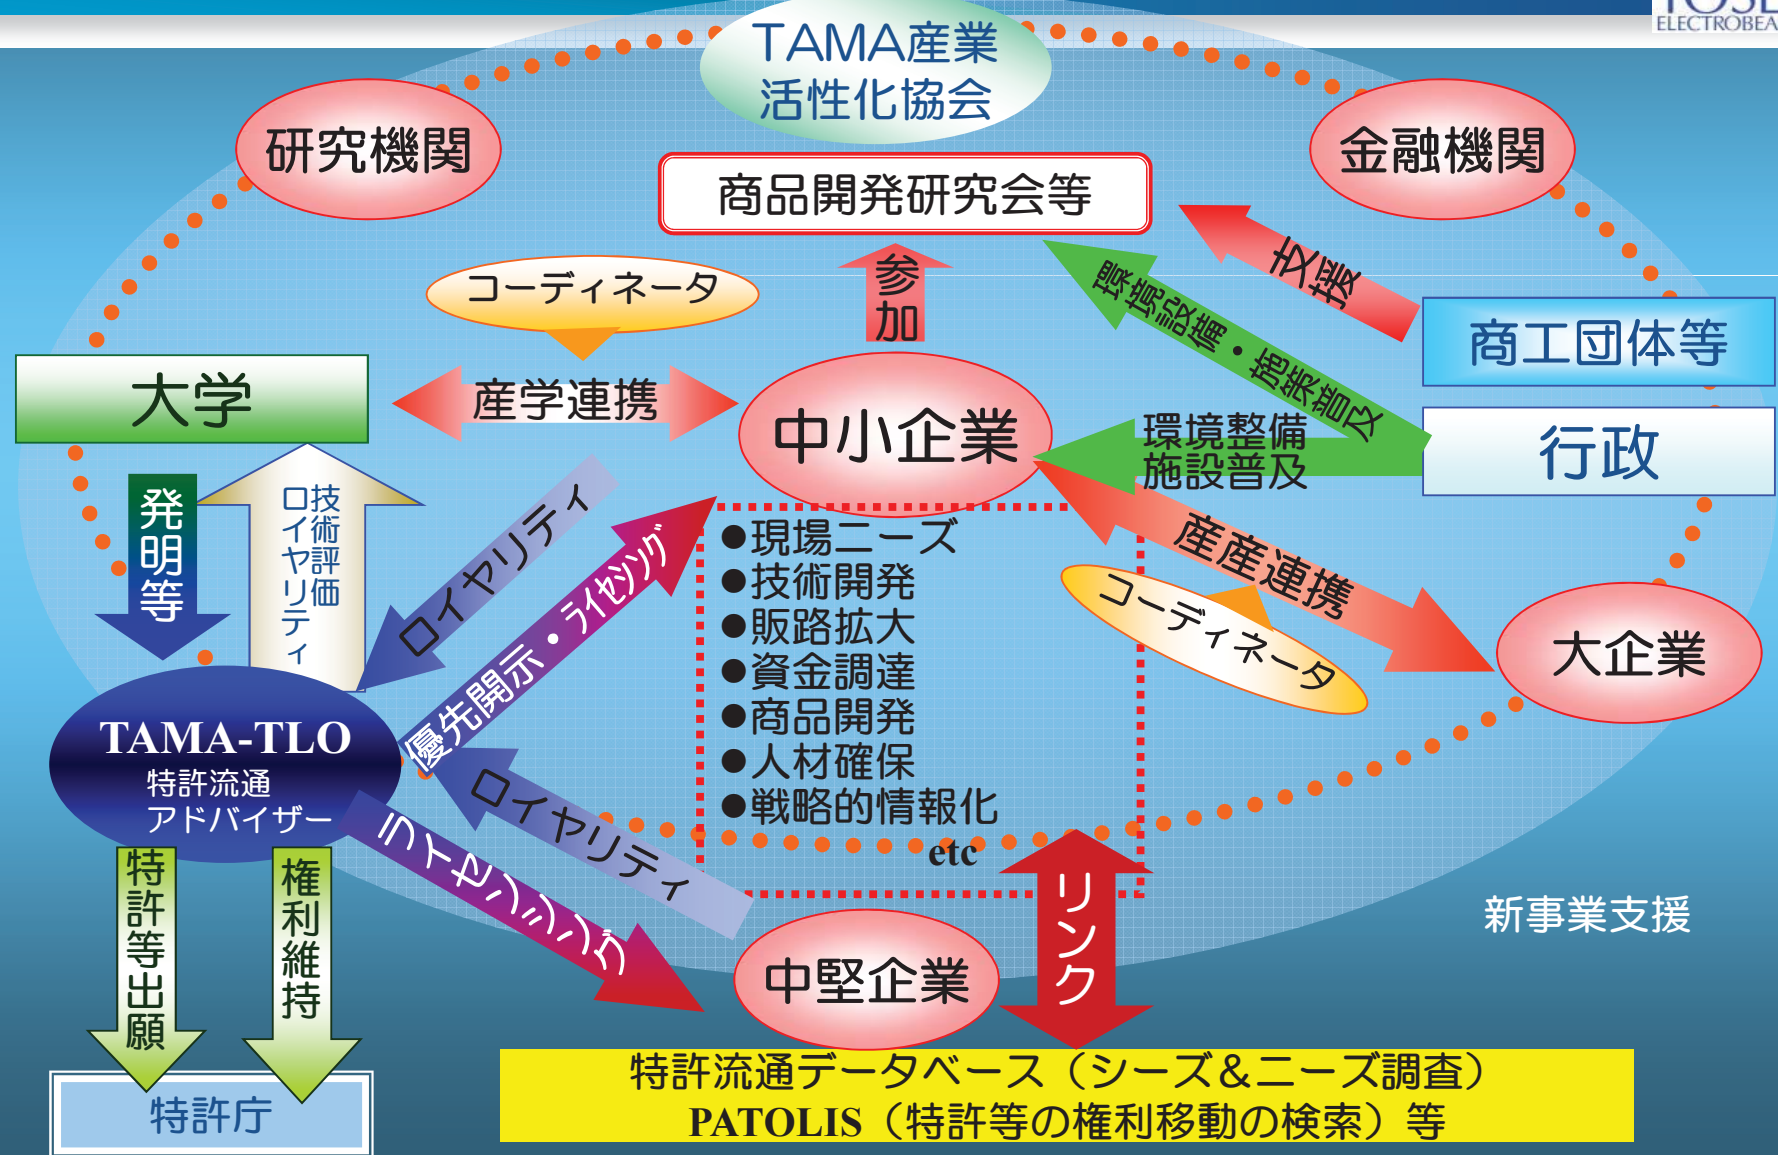 TAMA産業
活性化協会
研究機関
金融機関
商品開発研究会等
支援
コーディネータ
参加
環境設備・施策普及
商工団体等
大学
産学連携
中小企業
環境整備
施設普及
行政
発明等
技術評価
ロイヤリティ
ロイヤリティ
優先開示・ライセンシング
●現場ニーズ
●技術開発
●販路拡大
●資金調達
●商品開発
●人材確保
●戦略的情報化
etc
産産連携
コーディネータ
大企業
TAMA-TLO
特許流通
アドバイザー
ロイヤリティ
ライセンシング
特許等出願
権利維持
リンク
新事業支援
中堅企業
特許庁
特許流通データベース（シーズ＆ニーズ調査）
PATOLIS（特許等の権利移動の検索）等